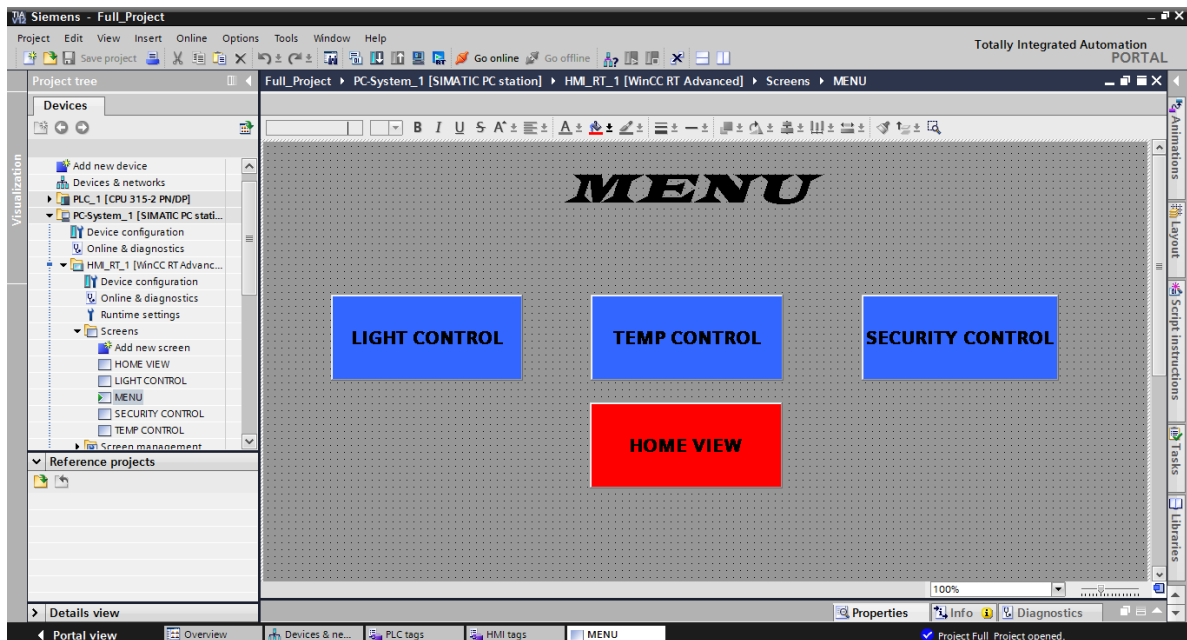 Siemens - Full_Project
Project Edit View Insert Online Options Tools Window Help
Totally Integrated Automation
PORTAL
Save project Go online Go offline
Project tree
Full_Project PC-System_1 [SIMATIC PC station] HMI_RT_1 [WinCC RT Advanced] Screens MENU
Devices
B I U S A
Visualization
Add new device
Devices & networks
PLC_1 [CPU 315-2 PN/DP]
PC-System_1 [SIMATIC PC stati...
Device configuration
Online & diagnostics
HMI_RT_1 [WinCC RT Advanc...
Device configuration
Online & diagnostics
Runtime settings
Screens
Add new screen
HOME VIEW
LIGHT CONTROL
MENU
SECURITY CONTROL
TEMP CONTROL
Screen management
Reference projects
Details view
MENU
LIGHT CONTROL TEMP CONTROL SECURITY CONTROL
HOME VIEW
100%
Animations
Layout
Script instructions
Tasks
Libraries
Properties Info Diagnostics
Portal view Overview Devices & ne... PLC tags HMI tags MENU
Project Full_Project opened.